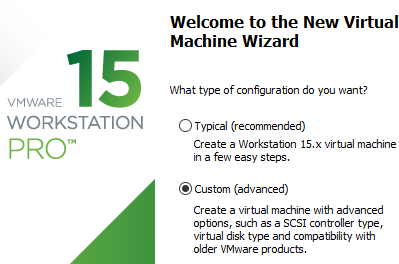 15
VMWARE
WORKSTATION
PRO™
Welcome to the New Virtual
Machine Wizard
What type of configuration do you want?
Typical (recommended)
Create a Workstation 15.x virtual machine
in a few easy steps.
Custom (advanced)
Create a virtual machine with advanced
options, such as a SCSI controller type,
virtual disk type and compatibility with
older VMware products.